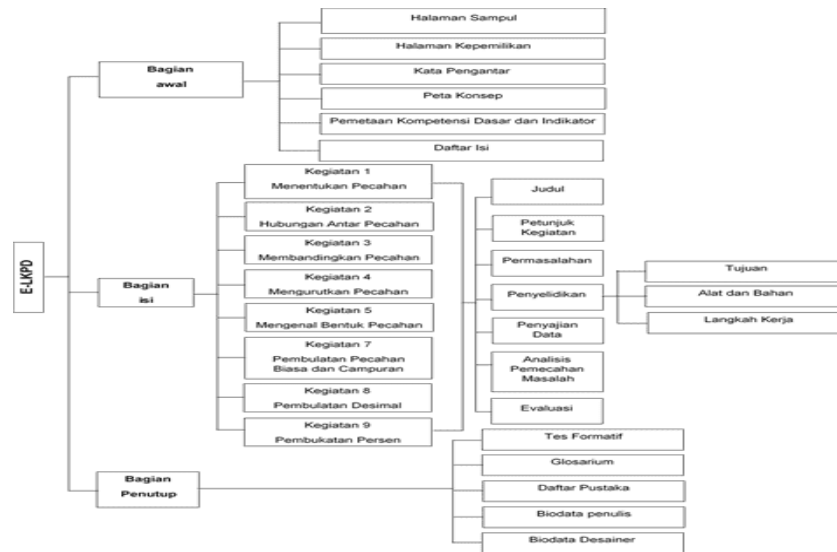 Halaman Sampul
Halaman Kepemilikan
Bagian
awal
Kata Pengantar
Peta Konsep
Pemetaan Kompetensi Dasar dan Indikator
Daftar Isi
E-LKPD
Bagian
isi
Kegiatan 1
Menentukan Pecahan
Kegiatan 2
Hubungan Antar Pecahan
Kegiatan 3
Membandingkan Pecahan
Kegiatan 4
Mengurutkan Pecahan
Kegiatan 5
Mengenal Bentuk Pecahan
Kegiatan 7
Pembulatan Pecahan
Biasa dan Campuran
Kegiatan 8
Pembulatan Desimal
Kegiatan 9
Pembukatan Persen
Judul
Petunjuk
Kegiatan
Permasalahan
Penyelidikan
Penyajian
Data
Analisis
Pemecahan
Masalah
Evaluasi
Tujuan
Alat dan Bahan
Langkah Kerja
Bagian
Penutup
Tes Formatif
Glosarium
Daftar Pustaka
Biodata penulis
Biodata Desainer